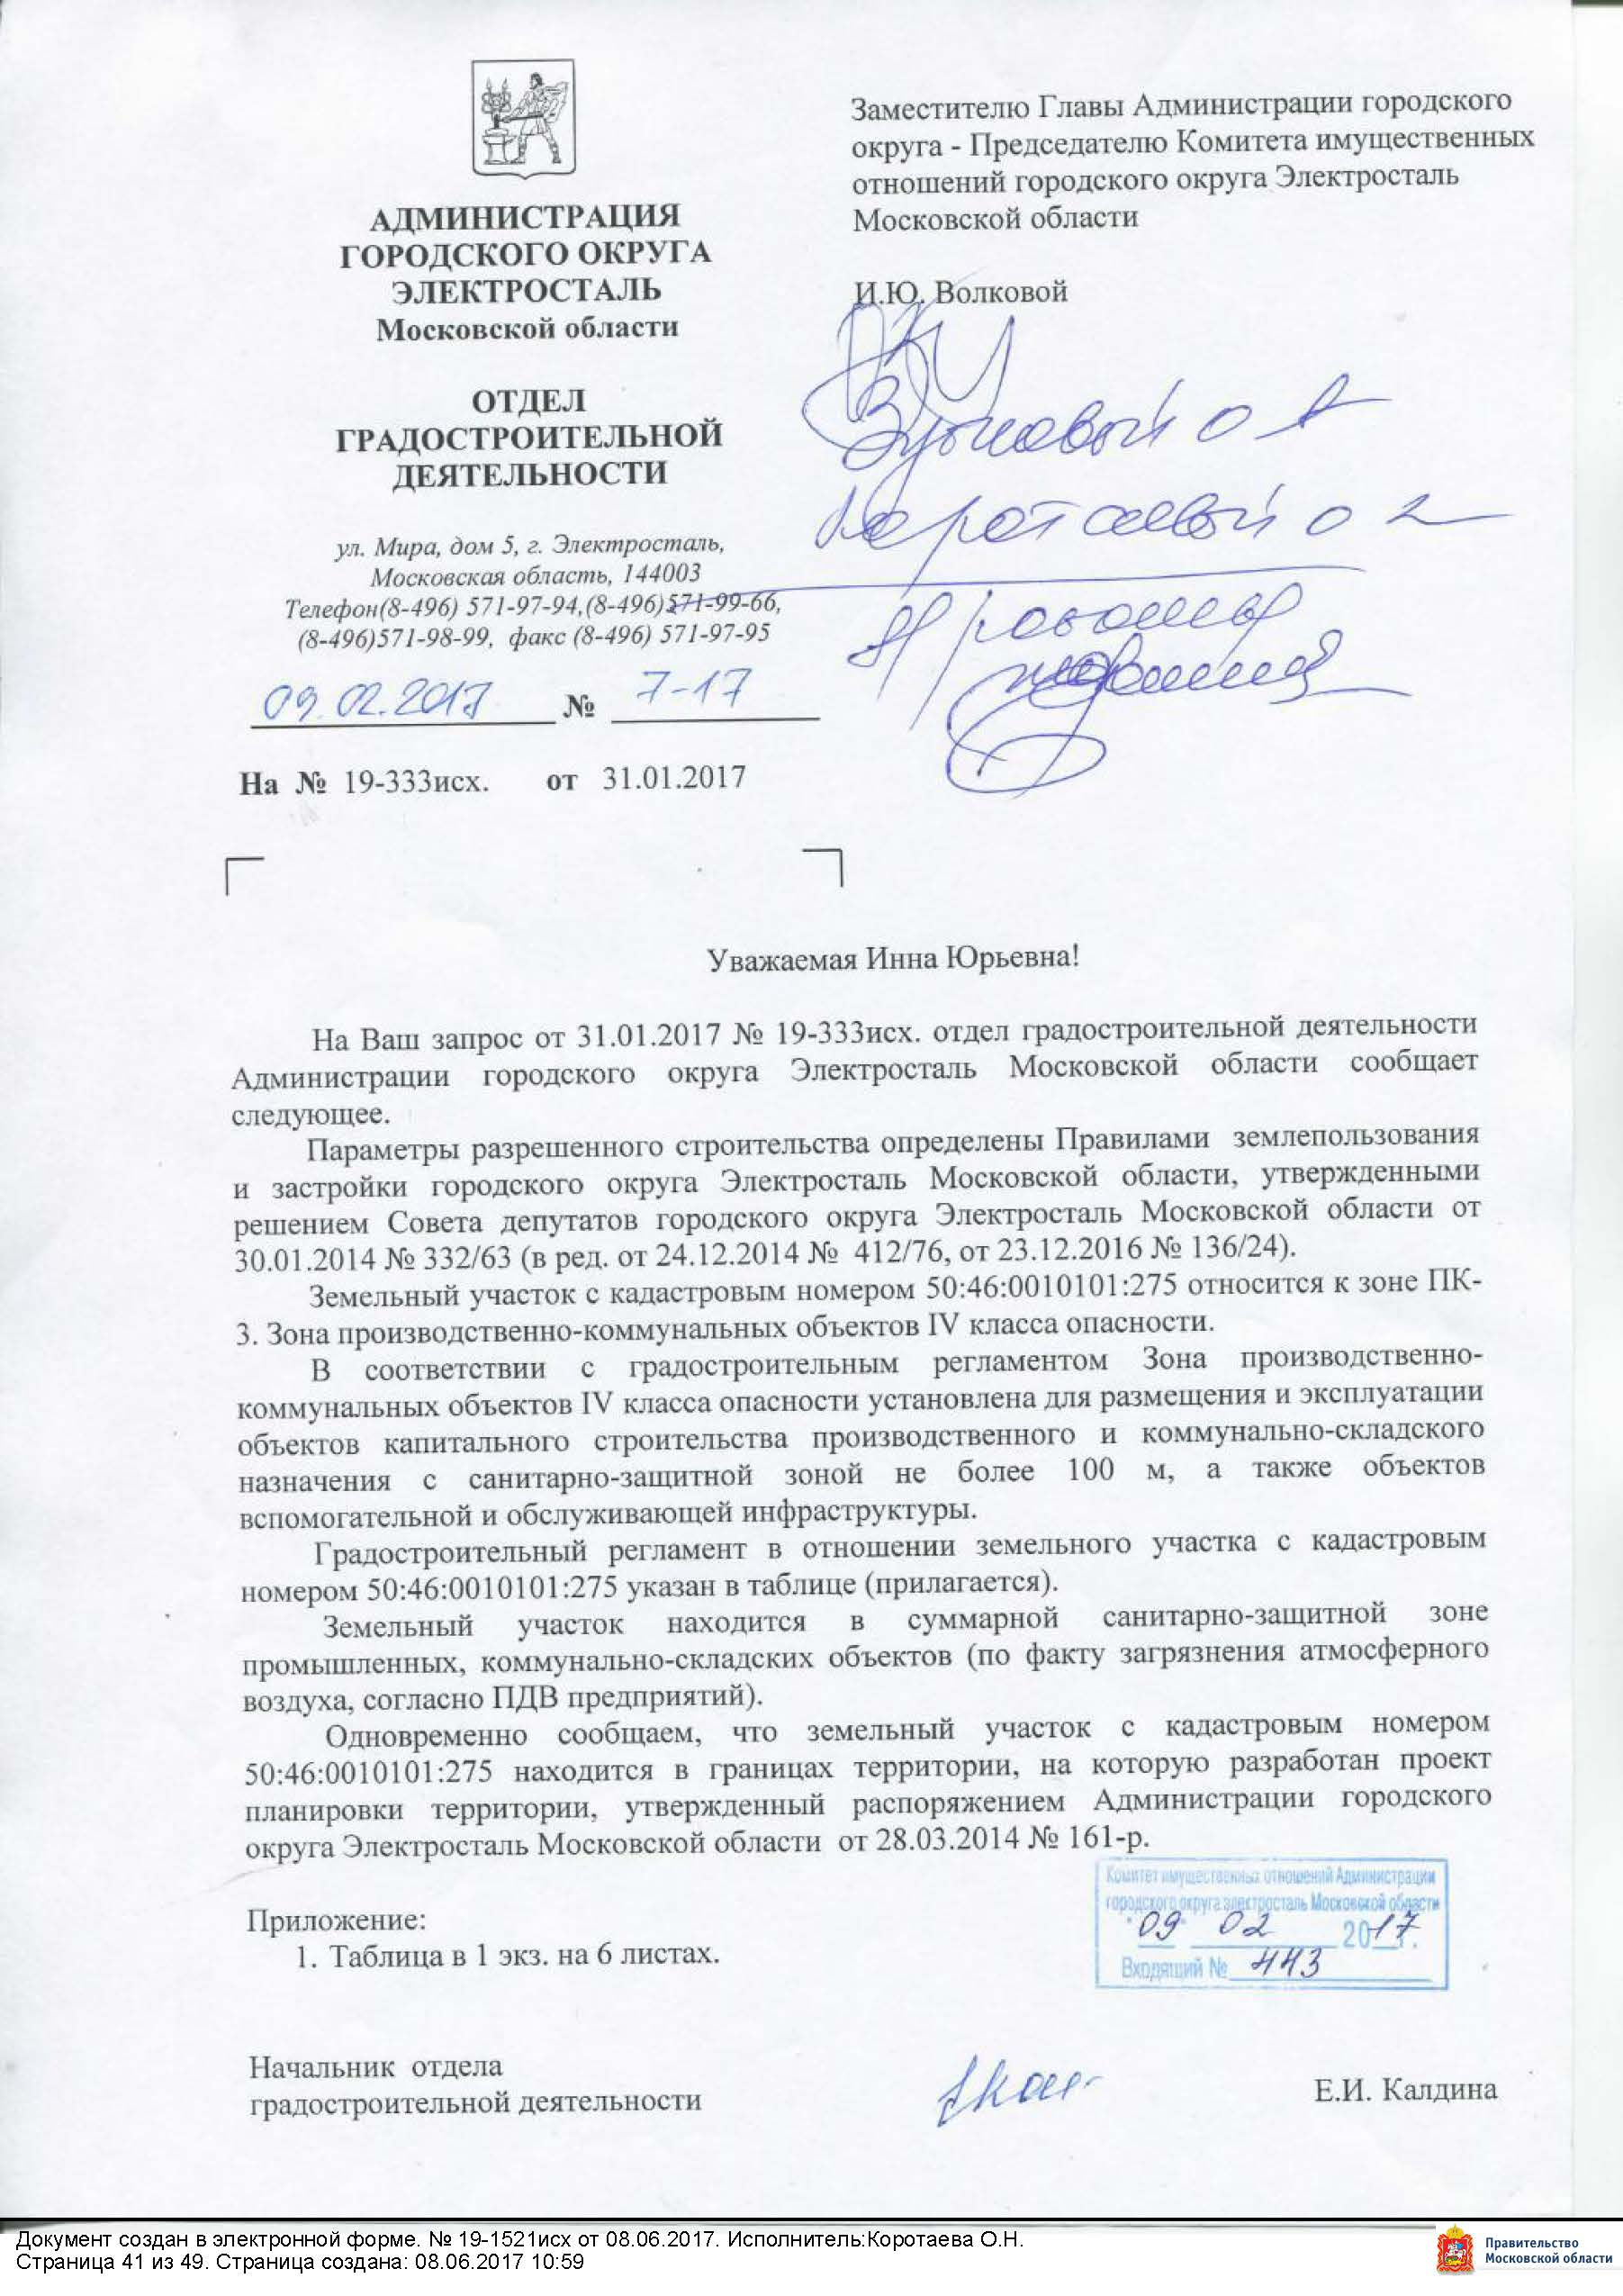 АДМИНИСТРАЦИЯ
ГОРОДСКОГО ОКРУГА
ЭЛЕКТРОСТАЛЬ
Московской области
ОТДЕЛ
ГРАДОСТРОИТЕЛЬНОЙ
ДЕЯТЕЛЬНОСТИ
ул. Мира, дом 5, г. Электросталь,
Московская область, 144003
Телефон(8-496) 571-97-94,(8-496)571-99-66,
(8-496)571-98-99, факс (8-496) 571-97-95
09.02.2017 № 7-17
На № 19-333исх. от 31.01.2017
Заместителю Главы Администрации городского
округа - Председателю Комитета имущественных
отношений городского округа Электросталь
Московской области
И.Ю. Волковой
Уважаемая Инна Юрьевна!
На Ваш запрос от 31.01.2017 № 19-333исх. отдел градостроительной деятельности
Администрации городского округа Электросталь Московской области сообщает
следующее.
Параметры разрешенного строительства определены Правилами землепользования
и застройки городского округа Электросталь Московской области, утвержденными
решением Совета депутатов городского округа Электросталь Московской области от
30.01.2014 № 332/63 (в ред. от 24.12.2014 № 412/76, от 23.12.2016 № 136/24).
Земельный участок с кадастровым номером 50:46:0010101:275 относится к зоне ПК-
3. Зона производственно-коммунальных объектов IV класса опасности.
В соответствии с градостроительным регламентом Зона производственно-
коммунальных объектов IV класса опасности установлена для размещения и эксплуатации
объектов капитального строительства производственного и коммунально-складского
назначения с санитарно-защитной зоной не более 100 м, а также объектов
вспомогательной и обслуживающей инфраструктуры.
Градостроительный регламент в отношении земельного участка с кадастровым
номером 50:46:0010101:275 указан в таблице (прилагается).
Земельный участок находится в суммарной санитарно-защитной зоне
промышленных, коммунально-складских объектов (по факту загрязнения атмосферного
воздуха, согласно ПДВ предприятий).
Одновременно сообщаем, что земельный участок с кадастровым номером
50:46:0010101:275 находится в границах территории, на которую разработан проект
планировки территории, утвержденный распоряжением Администрации городского
округа Электросталь Московской области от 28.03.2014 № 161-р.
Комитет имущественных отношений Администрации
городского округа электросталь Московской области
"09" 02 2017г.
Входящий № 443
Приложение:
1. Таблица в 1 экз. на 6 листах.
Начальник отдела
градостроительной деятельности
Е.И. Калдина
Документ создан в электронной форме. № 19-1521исх от 08.06.2017. Исполнитель:Коротаева О.Н.
Страница 41 из 49. Страница создана: 08.06.2017 10:59
Правительство
Московской области